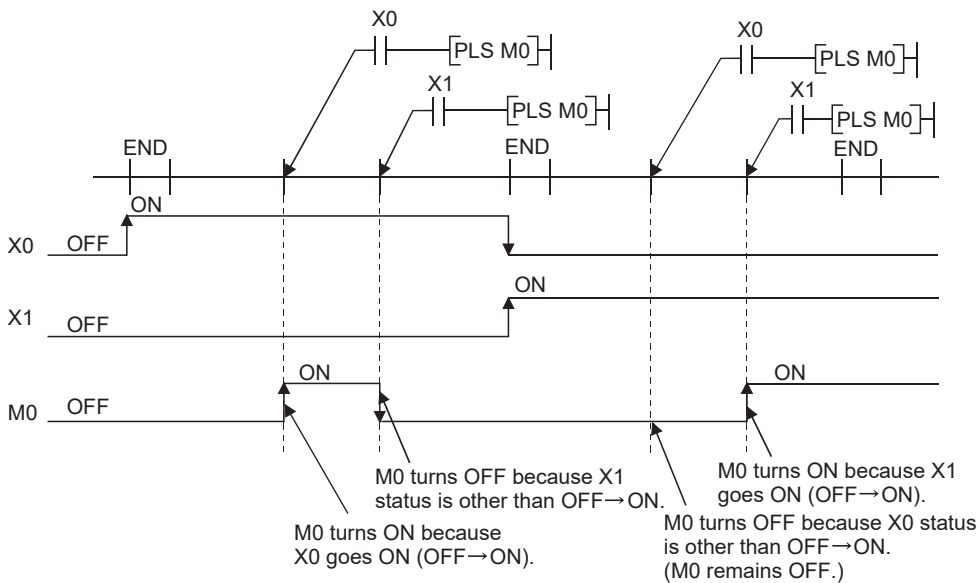 X0
[PLS M0]
X1
[PLS M0]
X0
[PLS M0]
X1
[PLS M0]
END
END
END
X0
OFF
ON
X1
OFF
ON
M0
OFF
ON
ON
M0 turns ON because
X0 goes ON (OFF→ON).
M0 turns OFF because X1
status is other than OFF→ON.
M0 turns OFF because X0 status
is other than OFF→ON.
(M0 remains OFF.)
M0 turns ON because X1
goes ON (OFF→ON).